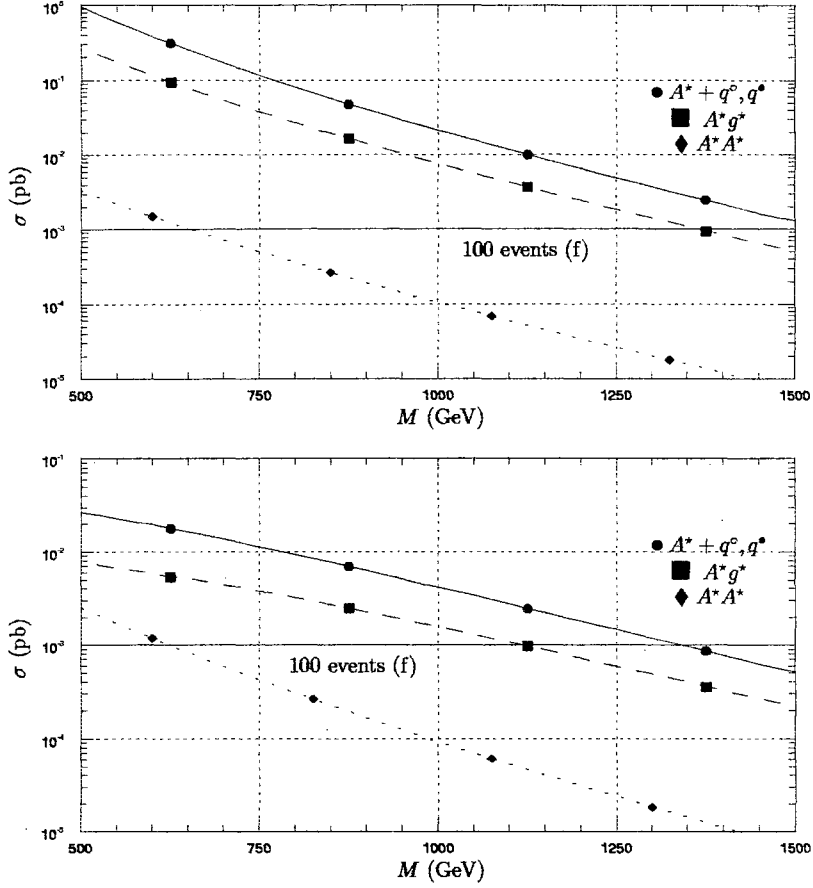 10⁰
10⁻¹
10⁻²
10⁻³
10⁻⁴
10⁻⁵
σ (pb)
● A* + q°, q•
■ A*g*
◆ A*A*
100 events (f)
500 750 1000 1250 1500
M (GeV)
10⁻¹
10⁻²
10⁻³
10⁻⁴
10⁻⁵
σ (pb)
● A* + q°, q•
■ A*g*
◆ A*A*
100 events (f)
500 750 1000 1250 1500
M (GeV)